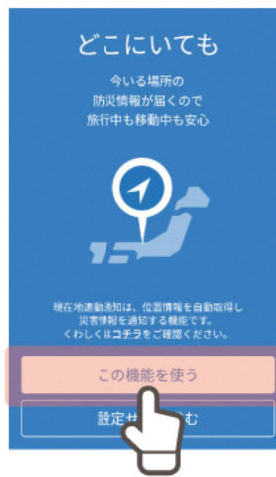 どこにいても
今いる場所の
防災情報が届くので
旅行中も移動中も安心
現在地連動通知は、位置情報を自動取得し
災害情報を通知する機能です。
くわしくはコチラをご確認ください。
この機能を使う
設定せ む